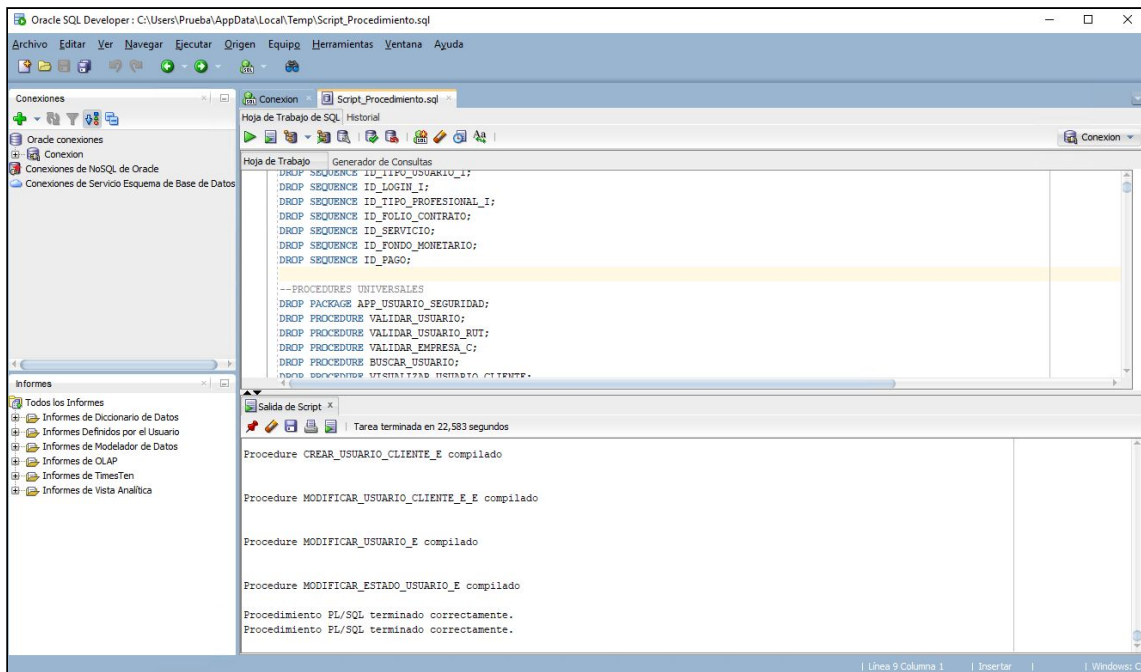 Oracle SQL Developer : C:\Users\Prueba\AppData\Local\Temp\Script_Procedimiento.sql
Archivo Editar Ver Navegar Ejecutar Origen Equipo Herramientas Ventana Ayuda
Conexiones
Oracle conexiones
Conexion
Conexiones de NoSQL de Oracle
Conexiones de Servicio Esquema de Base de Datos
Informes
Todos los Informes
Informes de Diccionario de Datos
Informes Definidos por el Usuario
Informes de Modelador de Datos
Informes de OLAP
Informes de TimesTen
Informes de Vista Analítica
Conexion Script_Procedimiento.sql
Hoja de Trabajo de SQL Historial
Conexion
Hoja de Trabajo Generador de Consultas
DROP SEQUENCE ID_TIPO_USUARIO_I;
DROP SEQUENCE ID_LOGIN_I;
DROP SEQUENCE ID_TIPO_PROFESIONAL_I;
DROP SEQUENCE ID_FOLIO_CONTRATO;
DROP SEQUENCE ID_SERVICIO;
DROP SEQUENCE ID_FONDO_MONETARIO;
DROP SEQUENCE ID_PAGO;
--PROCEDURES UNIVERSALES
DROP PACKAGE APP_USUARIO_SEGURIDAD;
DROP PROCEDURE VALIDAR_USUARIO;
DROP PROCEDURE VALIDAR_USUARIO_RUT;
DROP PROCEDURE VALIDAR_EMPRESA_C;
DROP PROCEDURE BUSCAR_USUARIO;
DROP PROCEDURE VISUALIZAR_USUARIO_CLIENTE;
Salida de Script
Tarea terminada en 22,583 segundos
Procedure CREAR_USUARIO_CLIENTE_E compilado
Procedure MODIFICAR_USUARIO_CLIENTE_E_E compilado
Procedure MODIFICAR_USUARIO_E compilado
Procedure MODIFICAR_ESTADO_USUARIO_E compilado
Procedimiento PL/SQL terminado correctamente.
Procedimiento PL/SQL terminado correctamente.
Línea 9 Columna 1 | Insertar | Windows: C